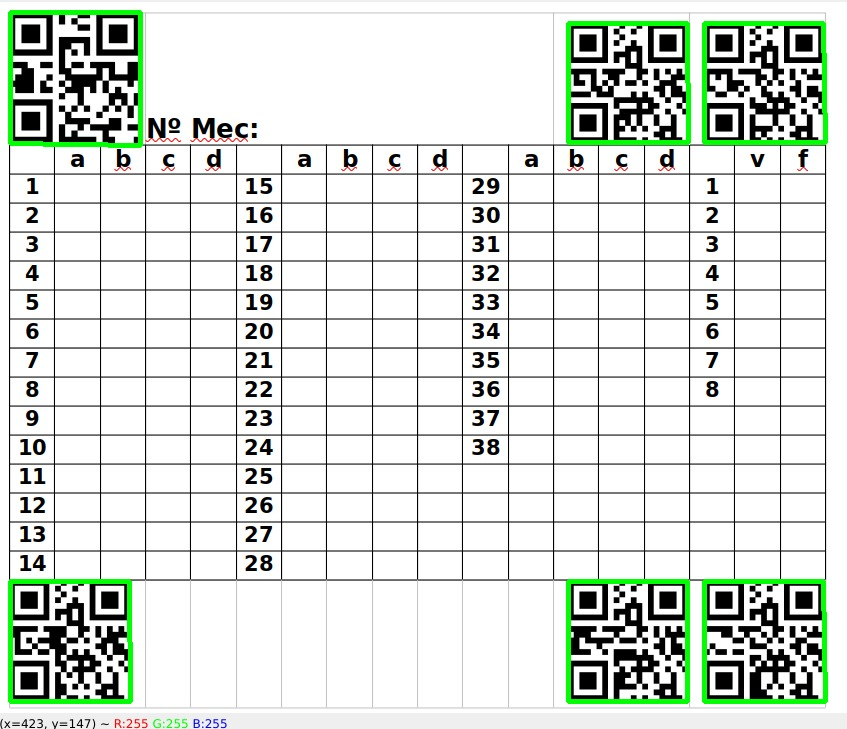 Nº Mec:
a b c d a b c d a b c d v f
1 15 29 1
2 16 30 2
3 17 31 3
4 18 32 4
5 19 33 5
6 20 34 6
7 21 35 7
8 22 36 8
9 23 37
10 24 38
11 25
12 26
13 27
14 28
(x=423, y=147) ~ R:255 G:255 B:255